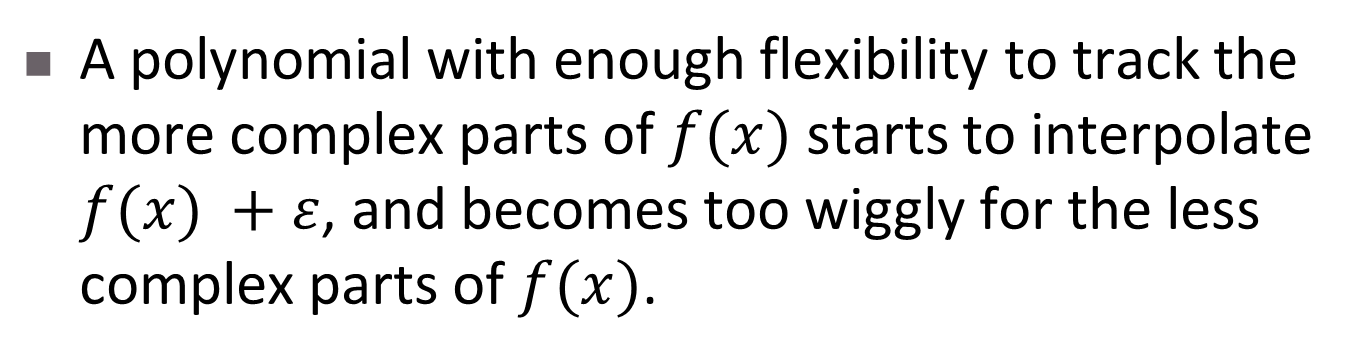 ▪ A polynomial with enough flexibility to track the
more complex parts of 𝑓(𝑥) starts to interpolate
𝑓(𝑥) + 𝜀, and becomes too wiggly for the less
complex parts of 𝑓(𝑥).